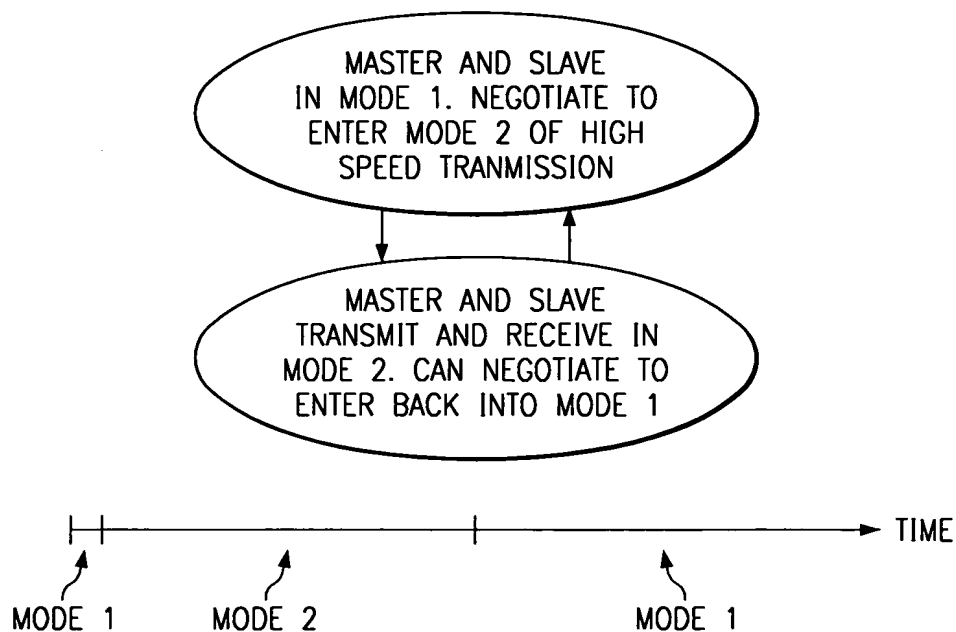 MASTER AND SLAVE
IN MODE 1. NEGOTIATE TO
ENTER MODE 2 OF HIGH
SPEED TRANMISSION
MASTER AND SLAVE
TRANSMIT AND RECEIVE IN
MODE 2. CAN NEGOTIATE TO
ENTER BACK INTO MODE 1
TIME
MODE 1
MODE 2
MODE 1